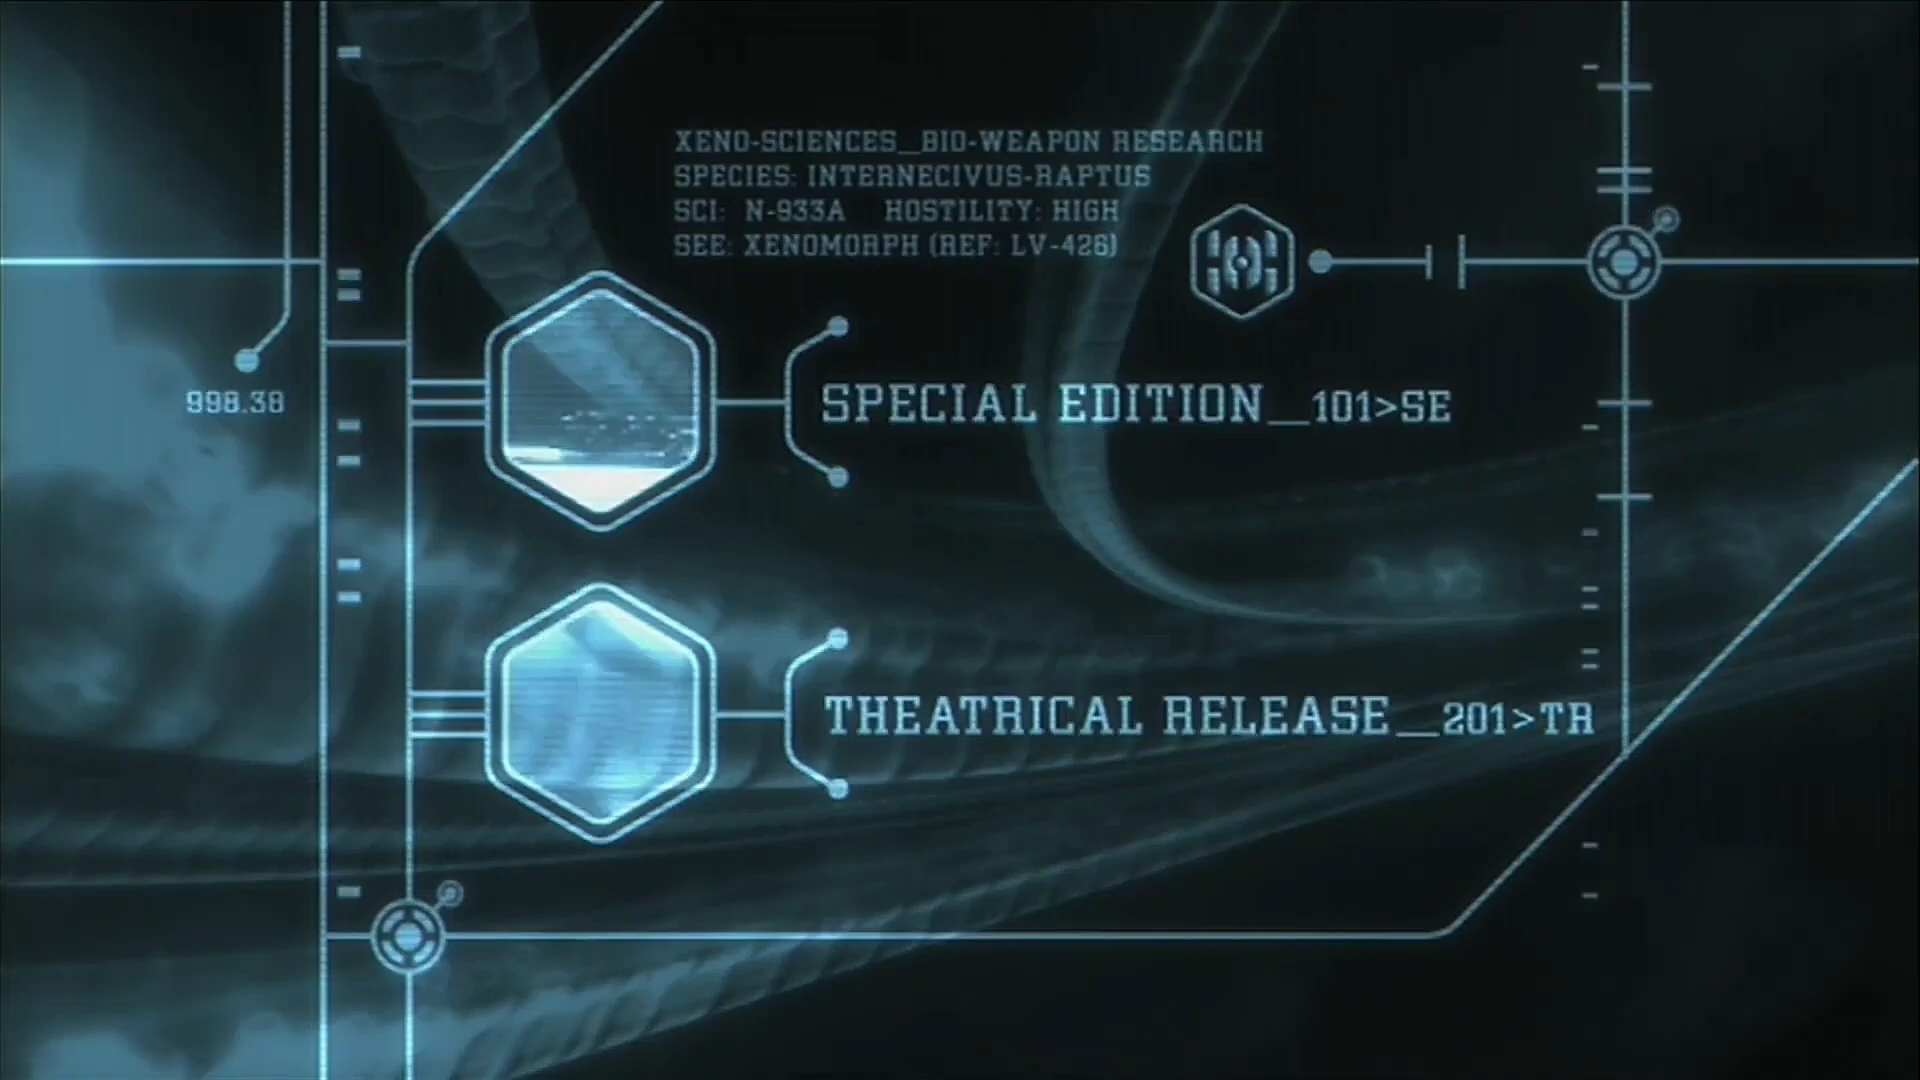 XENO-SCIENCES_BIO-WEAPON RESEARCH
SPECIES: INTERNECIVUS-RAPTUS
SCI: N-933A HOSTILITY: HIGH
SEE: XENOMORPH (REF: LV-426)
998.38
SPECIAL EDITION_101>SE
THEATRICAL RELEASE_201>TR